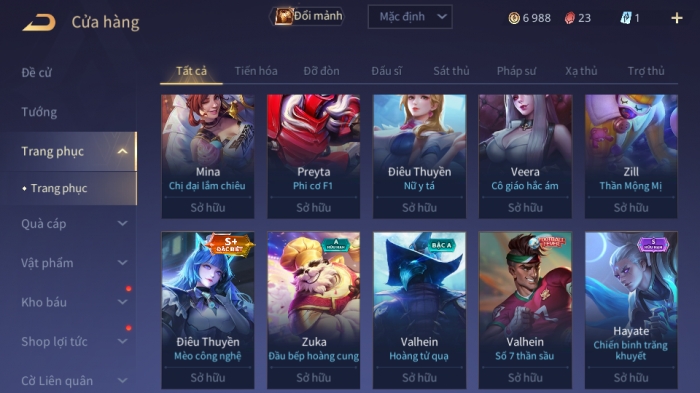 Cửa hàng
Đổi mảnh
Mặc định
6 988
23
1
Đề cử
Tướng
Trang phục
Trang phục
Quà cáp
Vật phẩm
Kho báu
Shop lợi tức
Cờ Liên quân
Tất cả Tiến hóa Đỡ đòn Đấu sĩ Sát thủ Pháp sư Xạ thủ Trợ thủ
Mina
Chị đại lắm chiêu
Sở hữu
Preyta
Phi cơ F1
Sở hữu
Điêu Thuyền
Nữ y tá
Sở hữu
Veera
Cô giáo hắc ám
Sở hữu
Zill
Thần Mộng Mị
Sở hữu
S+
ĐẶC BIỆT
Điêu Thuyền
Mèo công nghệ
Sở hữu
A
HỮU HẠN
Zuka
Đầu bếp hoàng cung
Sở hữu
BẬC A
Valhein
Hoàng tử quạ
Sở hữu
Valhein
Số 7 thần sầu
Sở hữu
S
HỮU HẠN
Hayate
Chiến binh trăng
khuyết
Sở hữu